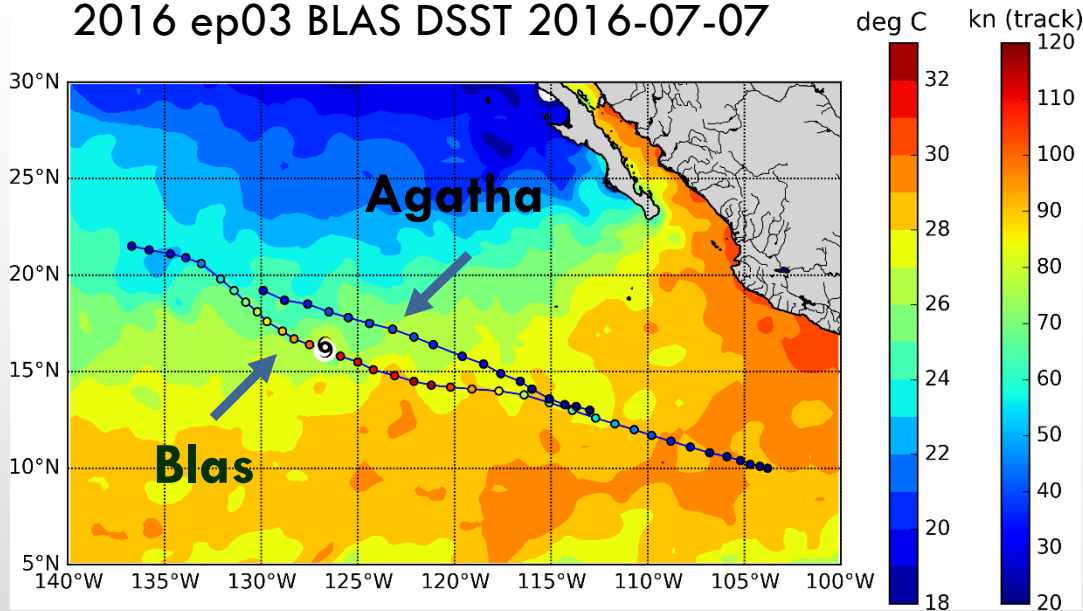 2016 ep03 BLAS DSST 2016-07-07
deg C
kn (track)
30°N
25°N
20°N
15°N
10°N
5°N
140°W
135°W
130°W
125°W
120°W
115°W
110°W
105°W
100°W
Agatha
Blas
32
30
28
26
24
22
20
18
120
110
100
90
80
70
60
50
40
30
20